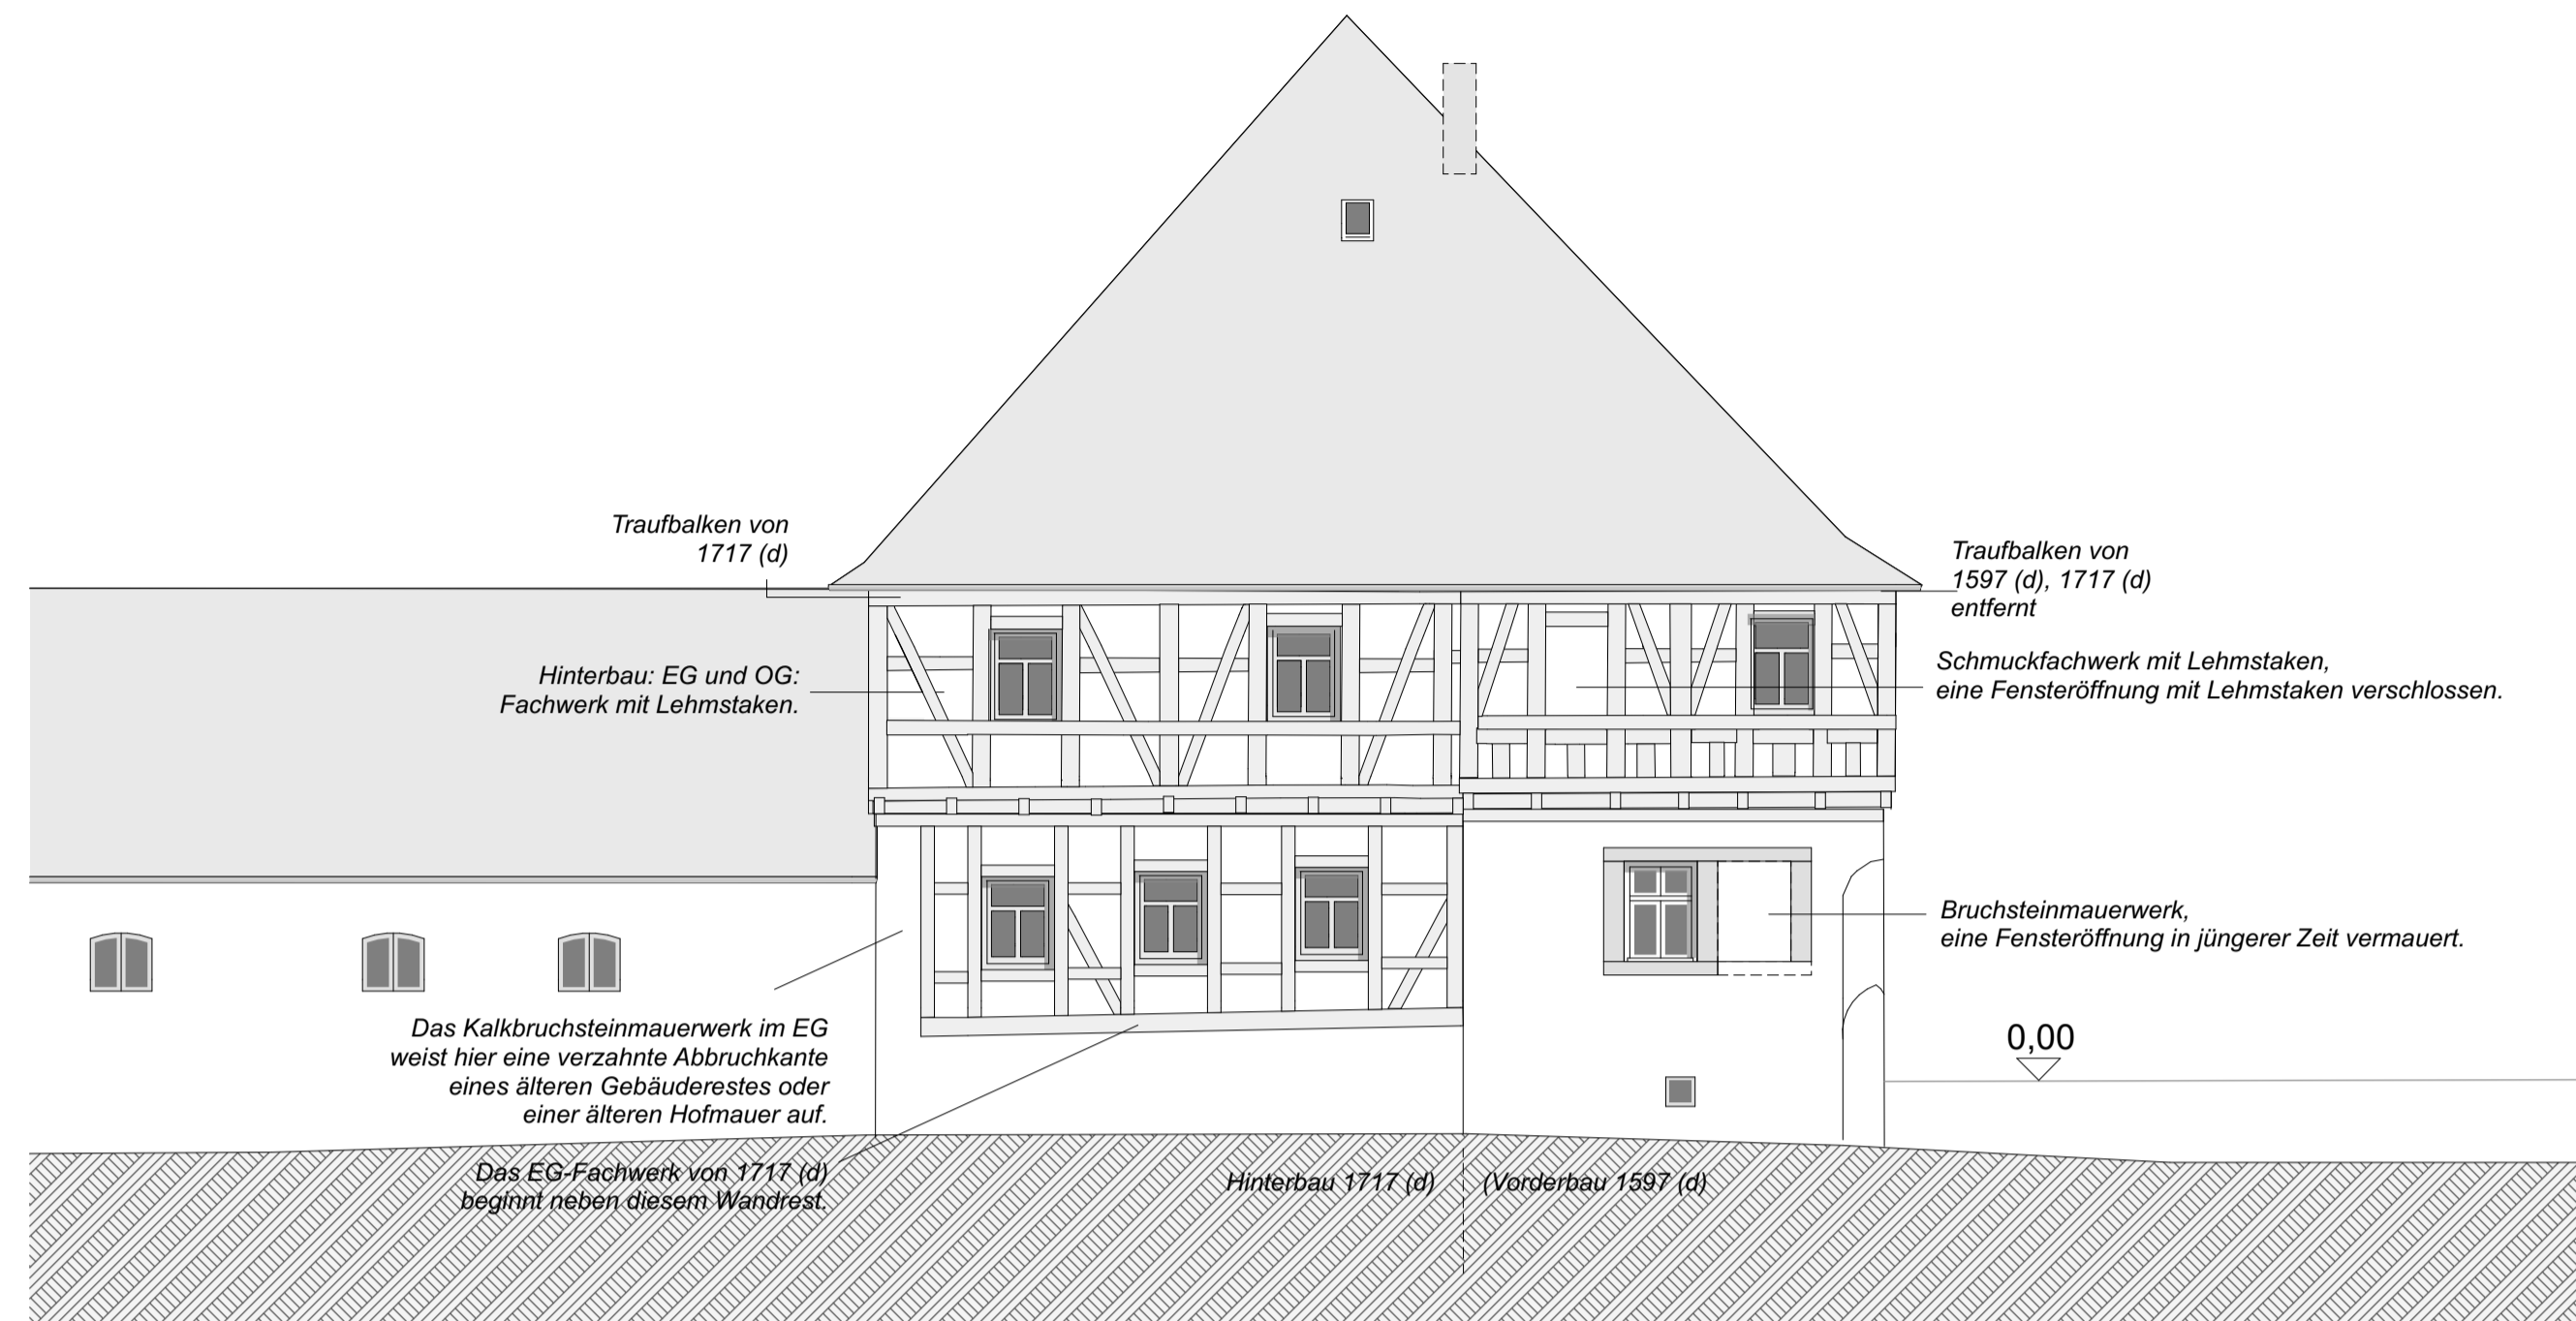 Traufbalken von
1717 (d)
Traufbalken von
1597 (d), 1717 (d)
entfernt
Hinterbau: EG und OG:
Fachwerk mit Lehmstaken.
Schmuckfachwerk mit Lehmstaken,
eine Fensteröffnung mit Lehmstaken verschlossen.
Bruchsteinmauerwerk,
eine Fensteröffnung in jüngerer Zeit vermauert.
Das Kalkbruchsteinmauerwerk im EG
weist hier eine verzahnte Abbruchkante
eines älteren Gebäuderestes oder
einer älteren Hofmauer auf.
0,00
Das EG-Fachwerk von 1717 (d)
beginnt neben diesem Wandrest.
Hinterbau 1717 (d)
(Vorderbau 1597 (d)